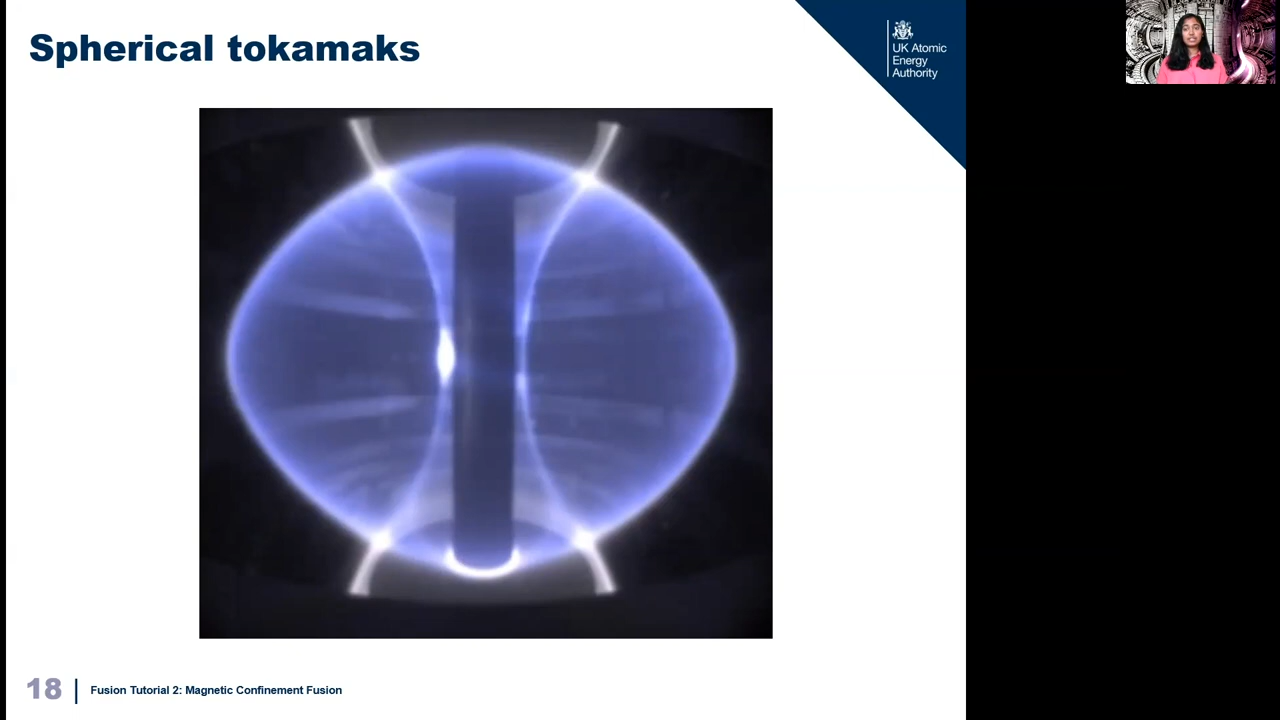 Spherical tokamaks
UK Atomic
Energy
Authority
18
Fusion Tutorial 2: Magnetic Confinement Fusion